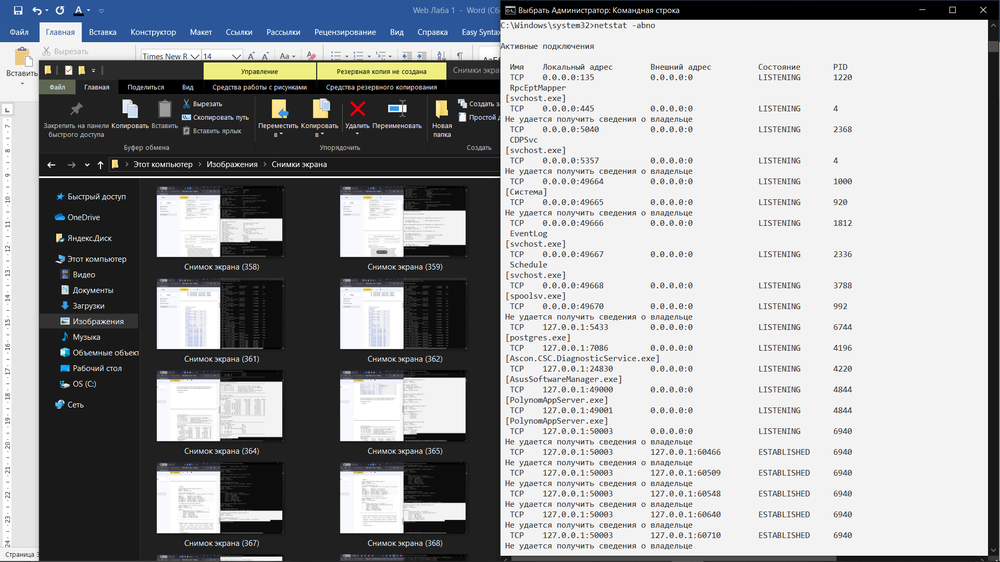 Web Лаба 1 - Word (Сб
Файл Главная Вставка Конструктор Макет Ссылки Рассылки Рецензирование Вид Справка Easy Syntax
Вырезать
Вставить
Times New R 14
Aa
Управление
Резервная копия не создана
Снимки экра
Файл Главная Поделиться Вид Средства работы с рисунками Средства резервного копирования
Закрепить на панели быстрого доступа
Копировать
Вставить
Вырезать
Скопировать путь
Вставить ярлык
Буфер обмена
Переместить в
Копировать в
Удалить
Переименовать
Упорядочить
Новая папка
Создать э
Простой д
Создать
Этот компьютер > Изображения > Снимки экрана
Быстрый доступ
OneDrive
Яндекс.Диск
Этот компьютер
Видео
Документы
Загрузки
Изображения
Музыка
Объемные объект
Рабочий стол
OS (C:)
Сеть
Снимок экрана (358)
Снимок экрана (359)
Снимок экрана (361)
Снимок экрана (362)
Снимок экрана (364)
Снимок экрана (365)
Снимок экрана (367)
Снимок экрана (368)
7
8
9
10
11
12
13
14
15
16
17
18
19
20
21
22
23
24
Страница 3
Выбрать Администратор: Командная строка
C:\Windows\system32>netstat -abno
Активные подключения
Имя Локальный адрес Внешний адрес Состояние PID
TCP 0.0.0.0:135 0.0.0.0:0 LISTENING 1220
RpcEptMapper
[svchost.exe]
TCP 0.0.0.0:445 0.0.0.0:0 LISTENING 4
Не удается получить сведения о владельце
TCP 0.0.0.0:5040 0.0.0.0:0 LISTENING 2368
CDPSvc
[svchost.exe]
TCP 0.0.0.0:5357 0.0.0.0:0 LISTENING 4
Не удается получить сведения о владельце
TCP 0.0.0.0:49664 0.0.0.0:0 LISTENING 1000
[Система]
TCP 0.0.0.0:49665 0.0.0.0:0 LISTENING 920
Не удается получить сведения о владельце
TCP 0.0.0.0:49666 0.0.0.0:0 LISTENING 1812
EventLog
[svchost.exe]
TCP 0.0.0.0:49667 0.0.0.0:0 LISTENING 2336
Schedule
[svchost.exe]
TCP 0.0.0.0:49668 0.0.0.0:0 LISTENING 3788
[spoolsv.exe]
TCP 0.0.0.0:49670 0.0.0.0:0 LISTENING 992
Не удается получить сведения о владельце
TCP 127.0.0.1:5433 0.0.0.0:0 LISTENING 6744
[postgres.exe]
TCP 127.0.0.1:7086 0.0.0.0:0 LISTENING 4196
[Ascon.CSC.DiagnosticService.exe]
TCP 127.0.0.1:24830 0.0.0.0:0 LISTENING 4220
[AsusSoftwareManager.exe]
TCP 127.0.0.1:49000 0.0.0.0:0 LISTENING 4844
[PolynomAppServer.exe]
TCP 127.0.0.1:49001 0.0.0.0:0 LISTENING 4844
[PolynomAppServer.exe]
TCP 127.0.0.1:50003 0.0.0.0:0 LISTENING 6940
Не удается получить сведения о владельце
TCP 127.0.0.1:50003 127.0.0.1:60466 ESTABLISHED 6940
Не удается получить сведения о владельце
TCP 127.0.0.1:50003 127.0.0.1:60509 ESTABLISHED 6940
Не удается получить сведения о владельце
TCP 127.0.0.1:50003 127.0.0.1:60548 ESTABLISHED 6940
Не удается получить сведения о владельце
TCP 127.0.0.1:50003 127.0.0.1:60640 ESTABLISHED 6940
Не удается получить сведения о владельце
TCP 127.0.0.1:50003 127.0.0.1:60710 ESTABLISHED 6940
Не удается получить сведения о владельце